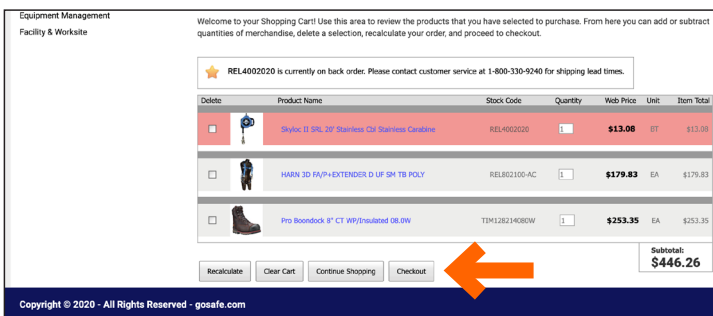 Equipment Management
Facility & Worksite
Welcome to your Shopping Cart! Use this area to review the products that you have selected to purchase. From here you can add or subtract
quantities of merchandise, delete a selection, recalculate your order, and proceed to checkout.
REL4002020 is currently on back order. Please contact customer service at 1-800-330-9240 for shipping lead times.
Delete Product Name Stock Code Quantity Web Price Unit Item Total
Skyloc II SRL 20' Stainless Cbl Stainless Carabine REL4002020 1 $13.08 BT $13.08
HARN 3D FA/P+EXTENDER D UF SM TB POLY REL802100-AC 1 $179.83 EA $179.83
Pro Boondock 8" CT WP/Insulated 08.0W TIM128214080W 1 $253.35 EA $253.35
Subtotal:
$446.26
Recalculate Clear Cart Continue Shopping Checkout
Copyright © 2020 - All Rights Reserved - gosafe.com